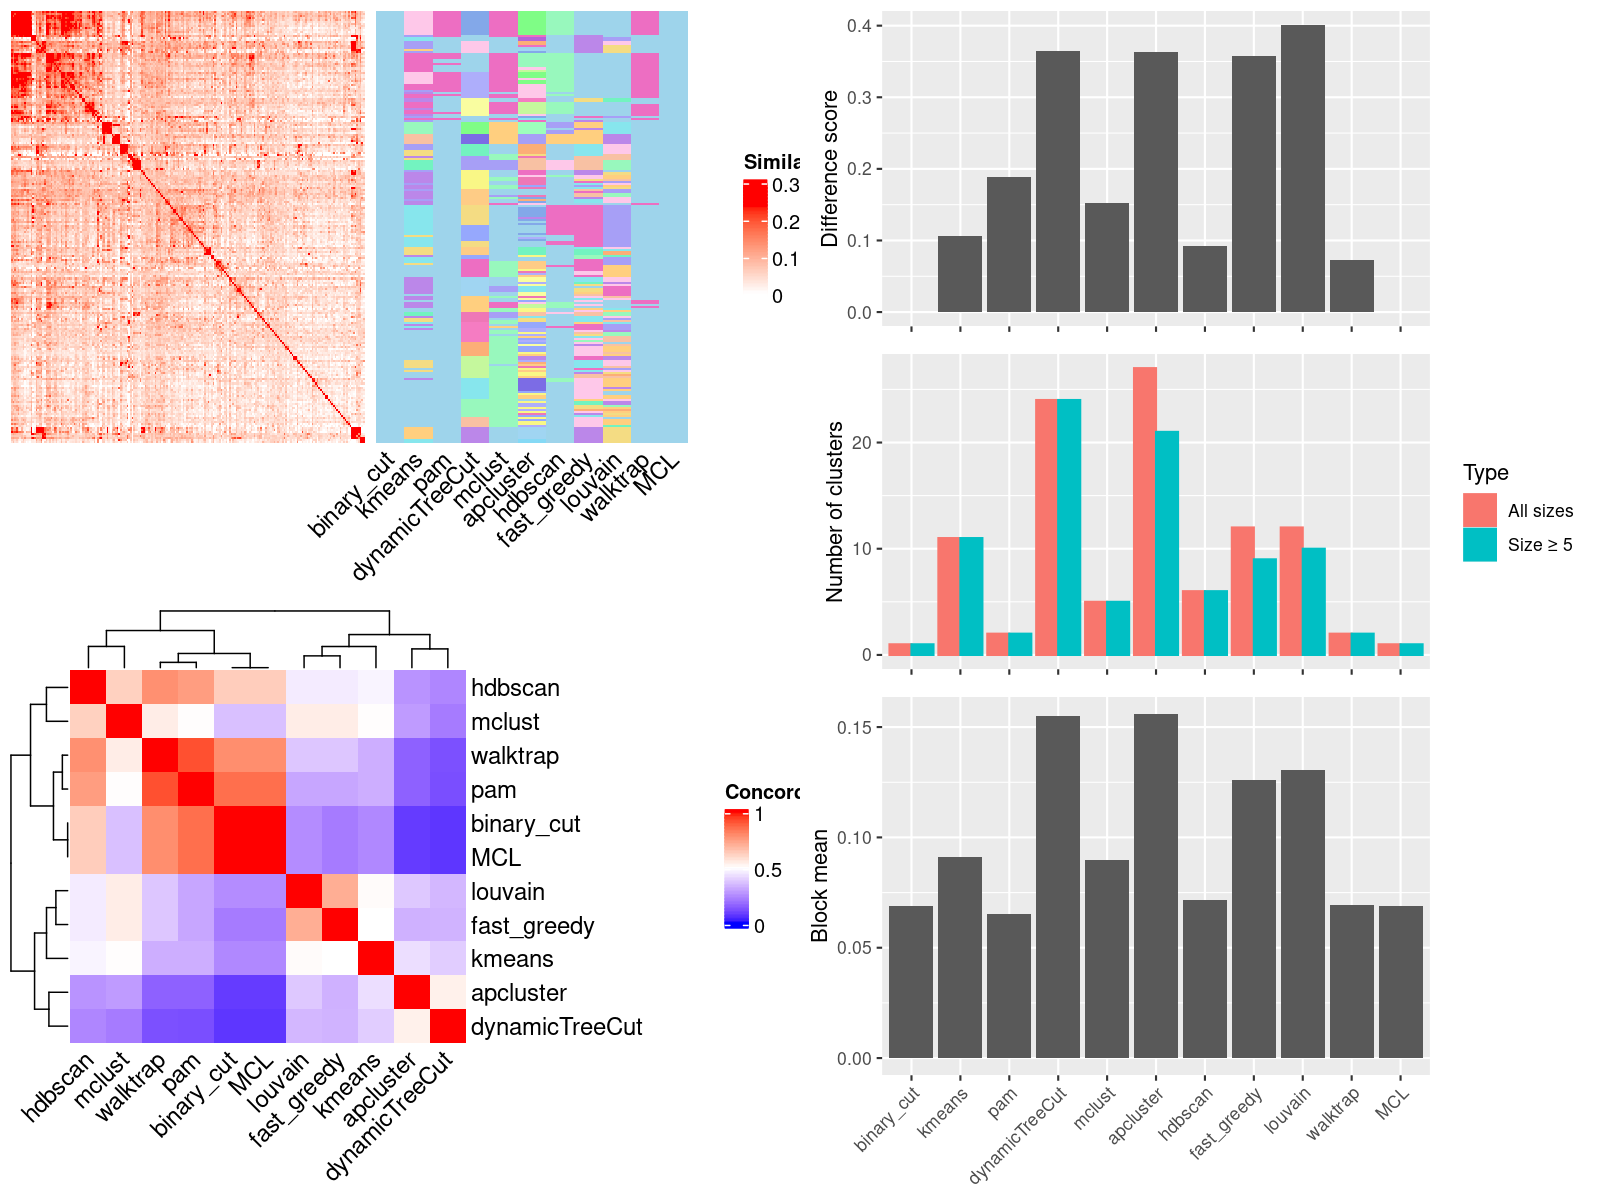 Simila
0.3
0.2
0.1
0
binary_cut
kmeans
pam
dynamicTreeCut
mclust
apcluster
hdbscan
fast_greedy
louvain
walktrap
MCL
hdbscan
mclust
walktrap
pam
binary_cut
MCL
louvain
fast_greedy
kmeans
apcluster
dynamicTreeCut
hdbscan
mclust
walktrap
pam
binary_cut
MCL
louvain
fast_greedy
kmeans
apcluster
dynamicTreeCut
Concord
1
0.5
0
Difference score
0.4
0.3
0.2
0.1
0.0
Number of clusters
20
10
0
Type
All sizes
Size ≥ 5
Block mean
0.15
0.10
0.05
0.00
binary_cut
kmeans
pam
dynamicTreeCut
mclust
apcluster
hdbscan
fast_greedy
louvain
walktrap
MCL